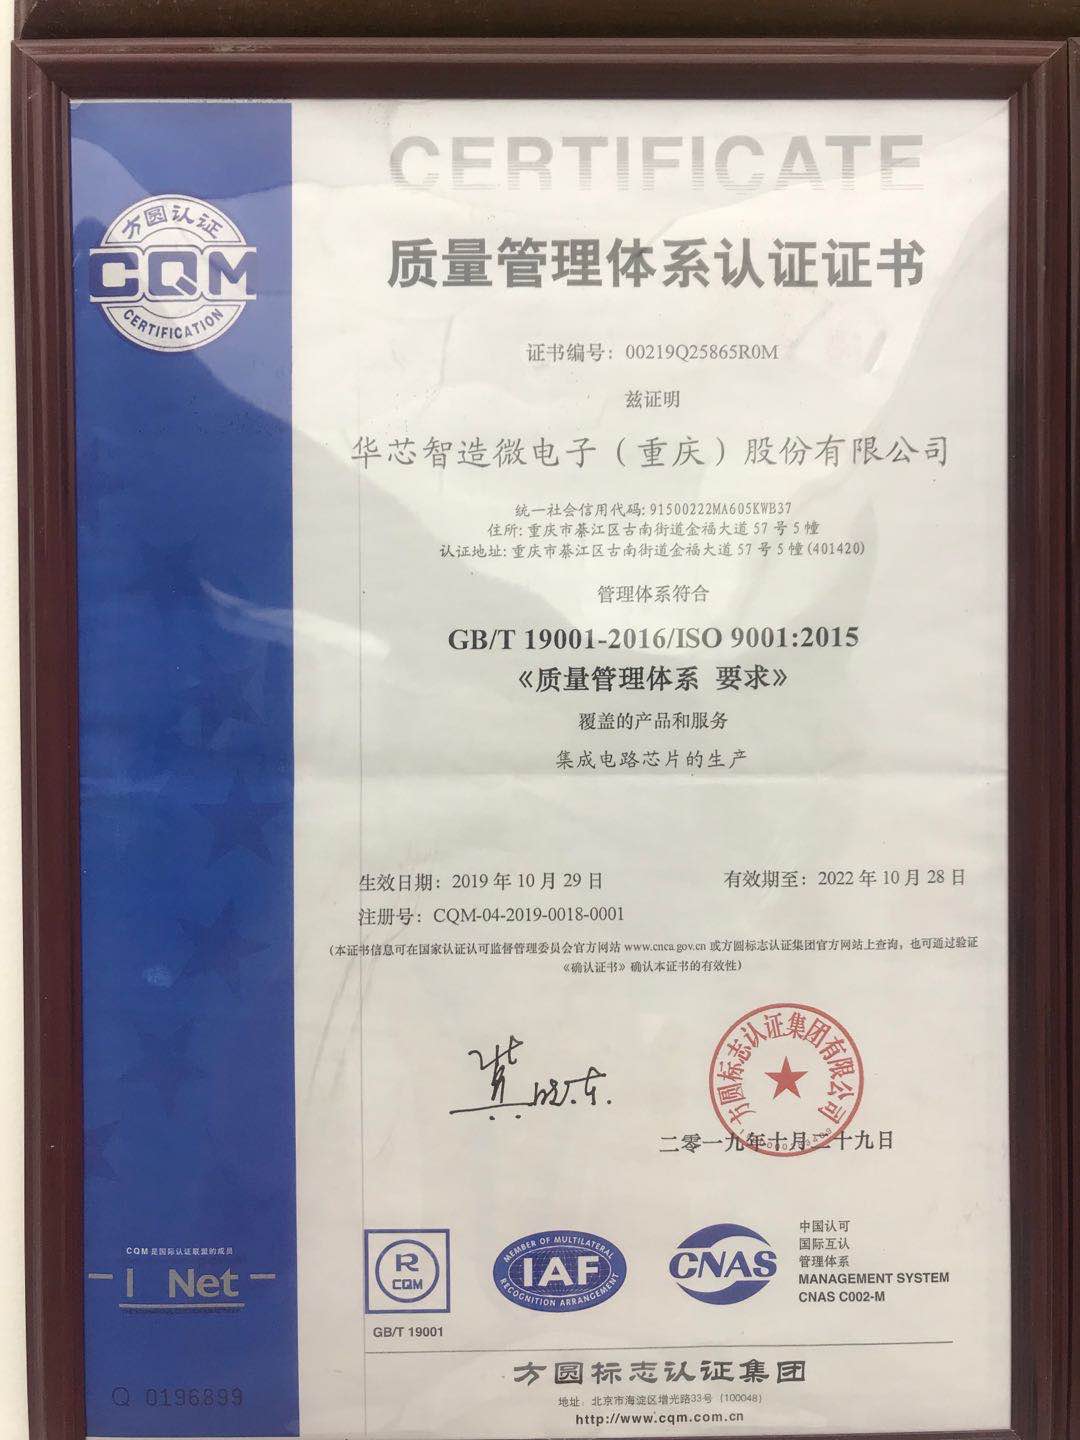 CERTIFICATE
方圆认证
CQM
CERTIFICATION
质量管理体系认证证书
证书编号：00219Q25865R0M
兹证明
华芯智造微电子（重庆）股份有限公司
统一社会信用代码：91500222MA605KWB37
住所：重庆市綦江区古南街道金福大道57号5幢
认证地址：重庆市綦江区古南街道金福大道57号5幢(401420)
管理体系符合
GB/T 19001-2016/ISO 9001:2015
《质量管理体系 要求》
覆盖的产品和服务
集成电路芯片的生产
生效日期：2019年10月29日
有效期至：2022年10月28日
注册号：CQM-04-2019-0018-0001
(本证书信息可在国家认证认可监督管理委员会官方网站 www.cnca.gov.cn 或方圆标志认证集团官方网站上查询，也可通过验证
《确认证书》确认本证书的有效性)
方圆标志认证集团有限公司
二零一九年十月二十九日
CQM是国际认证联盟的成员
I Net
R
CQM
GB/T 19001
MEMBER OF MULTILATERAL
IAF
RECOGNITION ARRANGEMENT
CNAS
中国认可
国际互认
管理体系
MANAGEMENT SYSTEM
CNAS C002-M
方圆标志认证集团
地址：北京市海淀区增光路33号（100048）
http://www.cqm.com.cn
Q 0196899